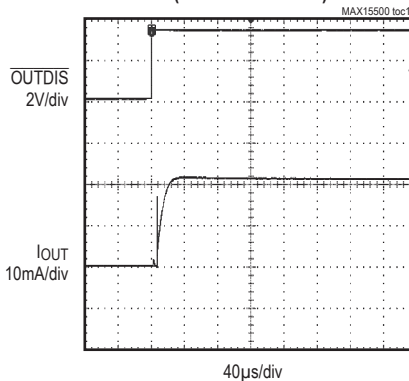 MAX15500 toc1
OUTDIS
2V/div
IOUT
10mA/div
40µs/div